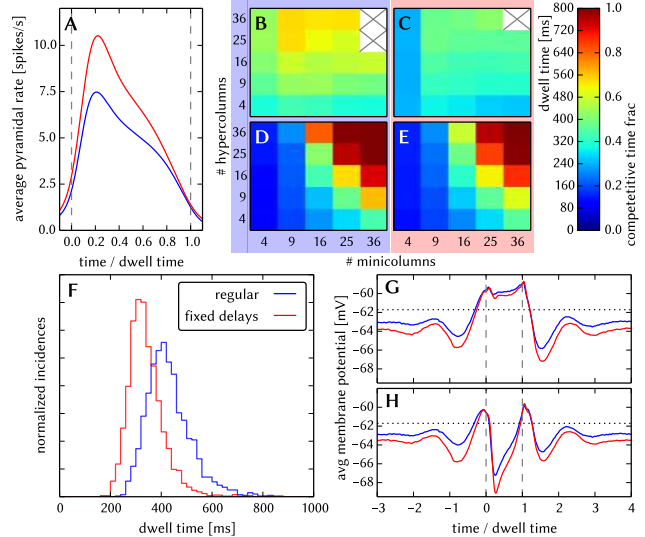 A
average pyramidal rate [spikes/s]
10.0
7.5
5.0
2.5
0.0
0.0 0.2 0.4 0.6 0.8 1.0
time / dwell time
# hypercolumns
B
36
25
16
9
4
C
D
36
25
16
9
4
4 9 16 25 36
E
4 9 16 25 36
# minicolumns
800
720
640
560
480
400
320
240
160
80
0
dwell time [ms]
1.0
0.8
0.6
0.4
0.2
0.0
competetitive time frac
F
regular
fixed delays
normalized incidences
0 200 400 600 800 1000
dwell time [ms]
G
−60
−62
−64
−66
−68
avg membrane potential [mV]
H
−60
−62
−64
−66
−68
−3 −2 −1 0 1 2 3 4
time / dwell time